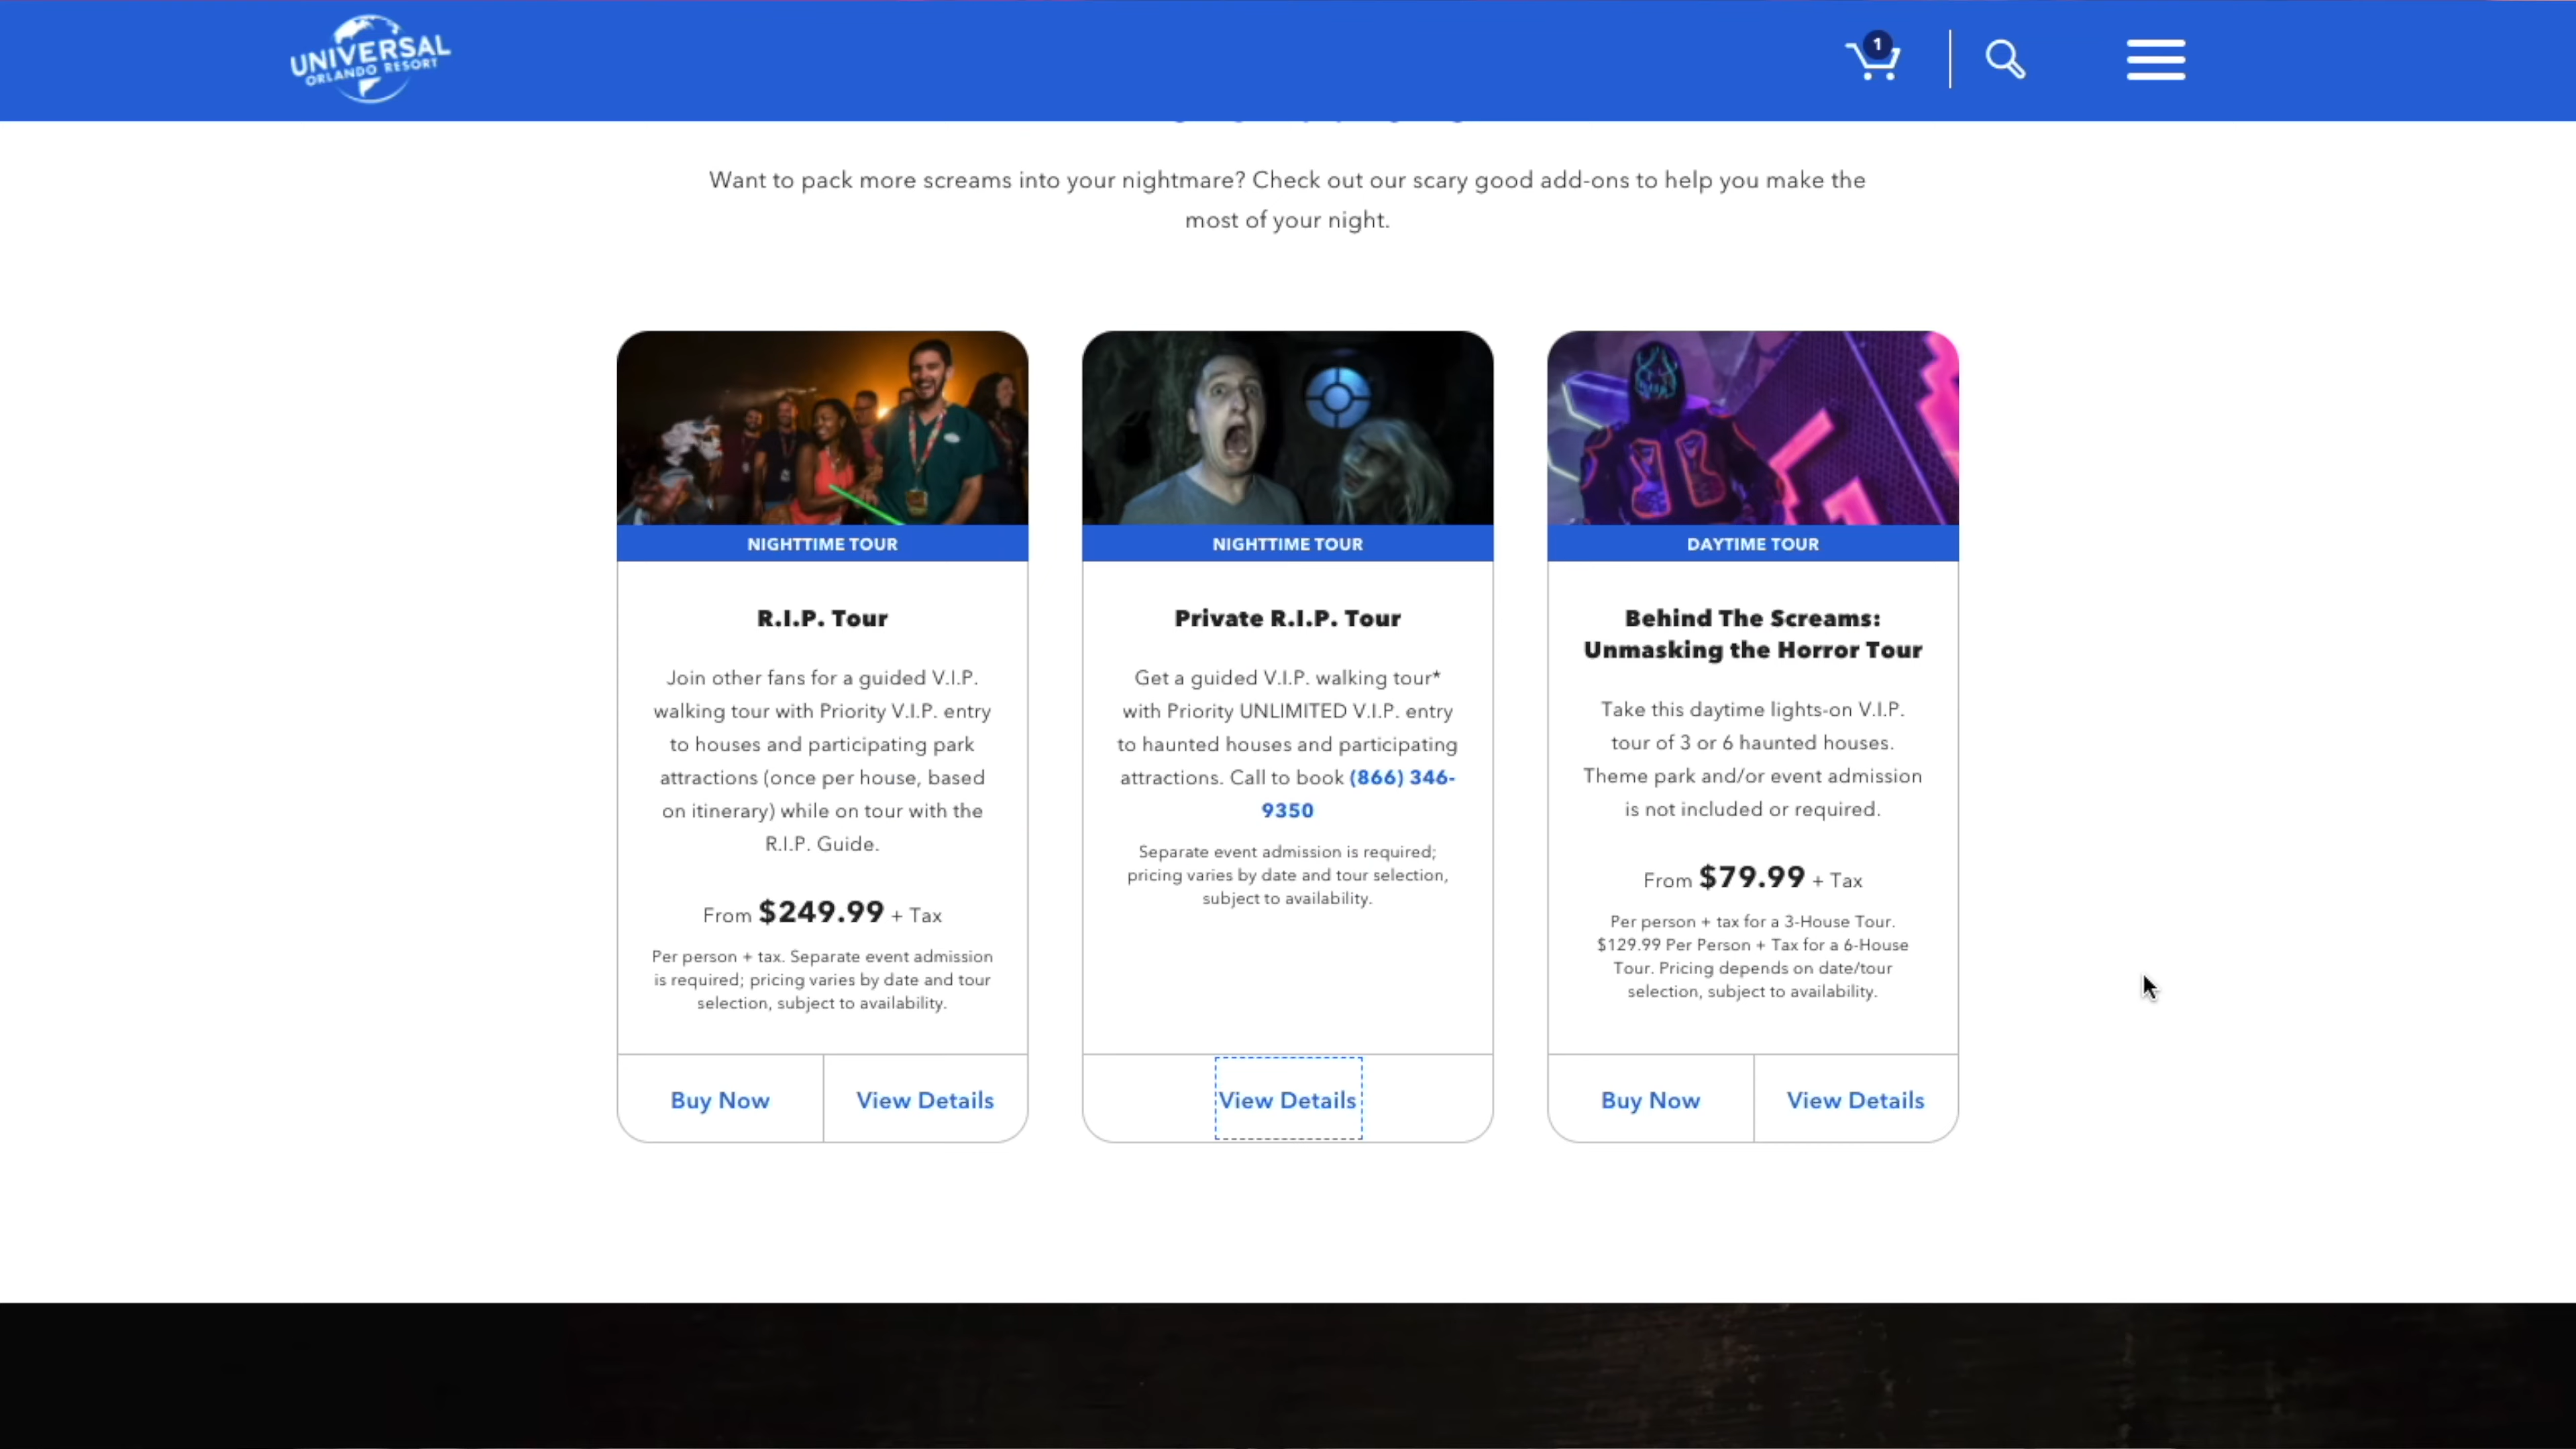 UNIVERSAL
ORLANDO RESORT
1
Want to pack more screams into your nightmare? Check out our scary good add-ons to help you make the
most of your night.
NIGHTTIME TOUR
R.I.P. Tour
Join other fans for a guided V.I.P.
walking tour with Priority V.I.P. entry
to houses and participating park
attractions (once per house, based
on itinerary) while on tour with the
R.I.P. Guide.
From $249.99 + Tax
Per person + tax. Separate event admission
is required; pricing varies by date and tour
selection, subject to availability.
Buy Now
View Details
NIGHTTIME TOUR
Private R.I.P. Tour
Get a guided V.I.P. walking tour*
with Priority UNLIMITED V.I.P. entry
to haunted houses and participating
attractions. Call to book (866) 346-
9350
Separate event admission is required;
pricing varies by date and tour selection,
subject to availability.
View Details
DAYTIME TOUR
Behind The Screams:
Unmasking the Horror Tour
Take this daytime lights-on V.I.P.
tour of 3 or 6 haunted houses.
Theme park and/or event admission
is not included or required.
From $79.99 + Tax
Per person + tax for a 3-House Tour.
$129.99 Per Person + Tax for a 6-House
Tour. Pricing depends on date/tour
selection, subject to availability.
Buy Now
View Details